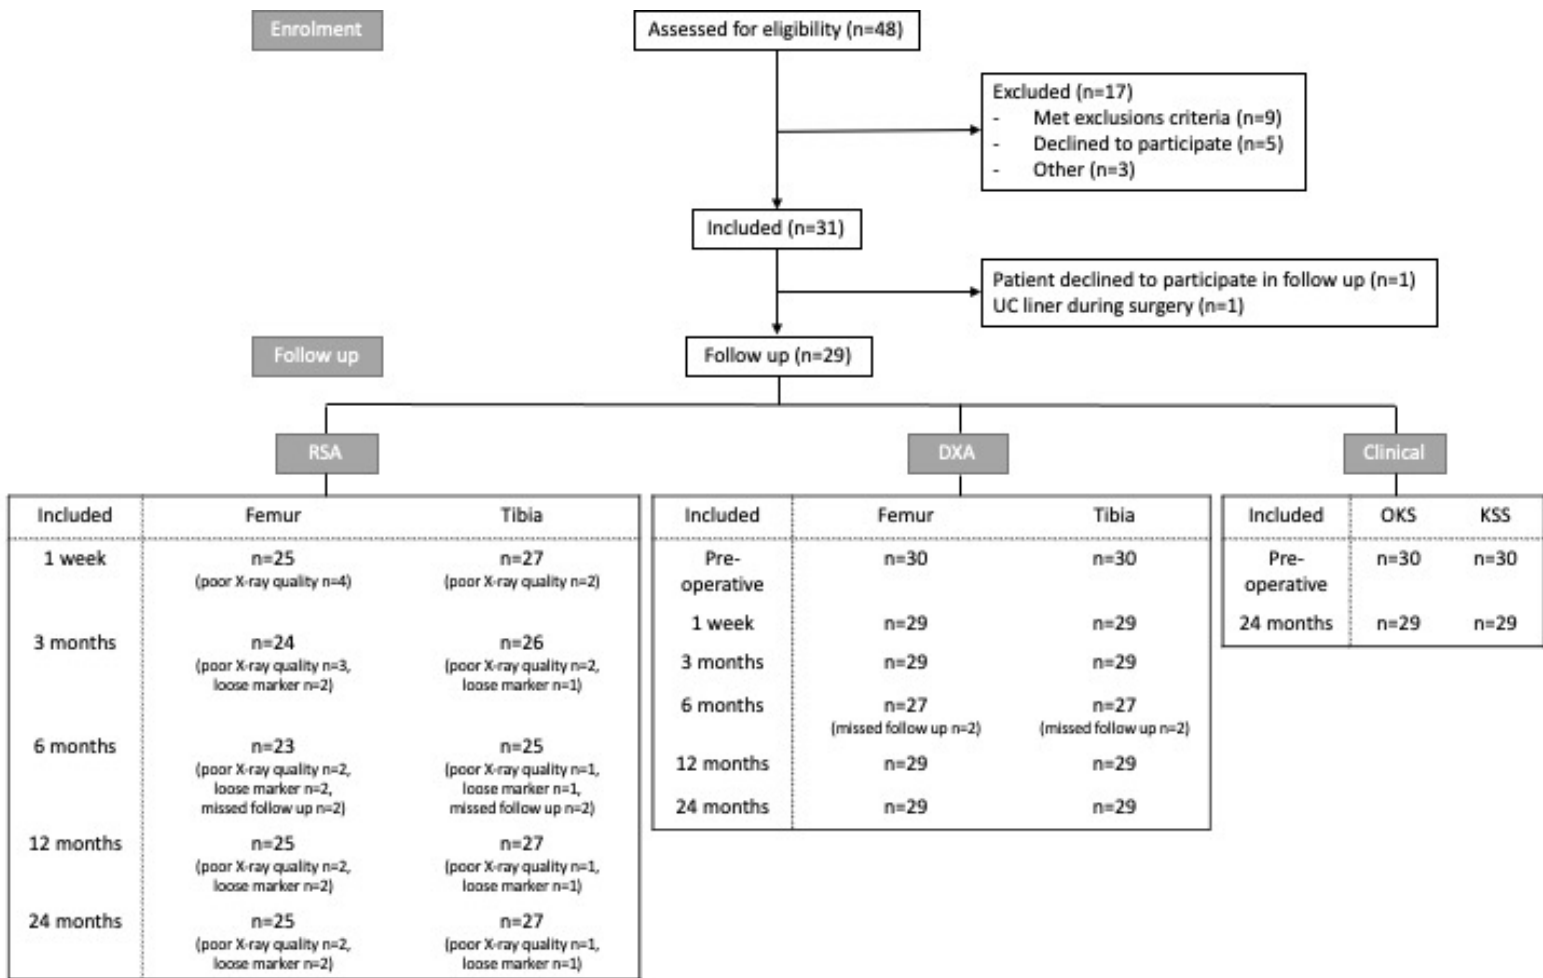 Enrolment
Assessed for eligibility (n=48)
Excluded (n=17)
- Met exclusions criteria (n=9)
- Declined to participate (n=5)
- Other (n=3)
Included (n=31)
Patient declined to participate in follow up (n=1)
UC liner during surgery (n=1)
Follow up
Follow up (n=29)
RSA
Included Femur Tibia
1 week n=25 n=27
(poor X-ray quality n=4) (poor X-ray quality n=2)
3 months n=24 n=26
(poor X-ray quality n=3, (poor X-ray quality n=2,
loose marker n=2) loose marker n=1)
6 months n=23 n=25
(poor X-ray quality n=2, (poor X-ray quality n=1,
loose marker n=2, loose marker n=1,
missed follow up n=2) missed follow up n=2)
12 months n=25 n=27
(poor X-ray quality n=2, (poor X-ray quality n=1,
loose marker n=2) loose marker n=1)
24 months n=25 n=27
(poor X-ray quality n=2, (poor X-ray quality n=1,
loose marker n=2) loose marker n=1)
DXA
Included Femur Tibia
Pre- n=30 n=30
operative
1 week n=29 n=29
3 months n=29 n=29
6 months n=27 n=27
(missed follow up n=2) (missed follow up n=2)
12 months n=29 n=29
24 months n=29 n=29
Clinical
Included OKS KSS
Pre- n=30 n=30
operative
24 months n=29 n=29